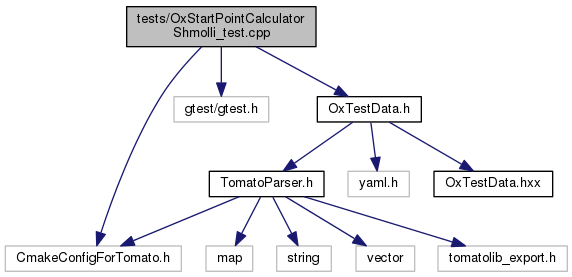 tests/OxStartPointCalculator
Shmolli_test.cpp
gtest/gtest.h
OxTestData.h
TomatoParser.h
yaml.h
OxTestData.hxx
CmakeConfigForTomato.h
map
string
vector
tomatolib_export.h